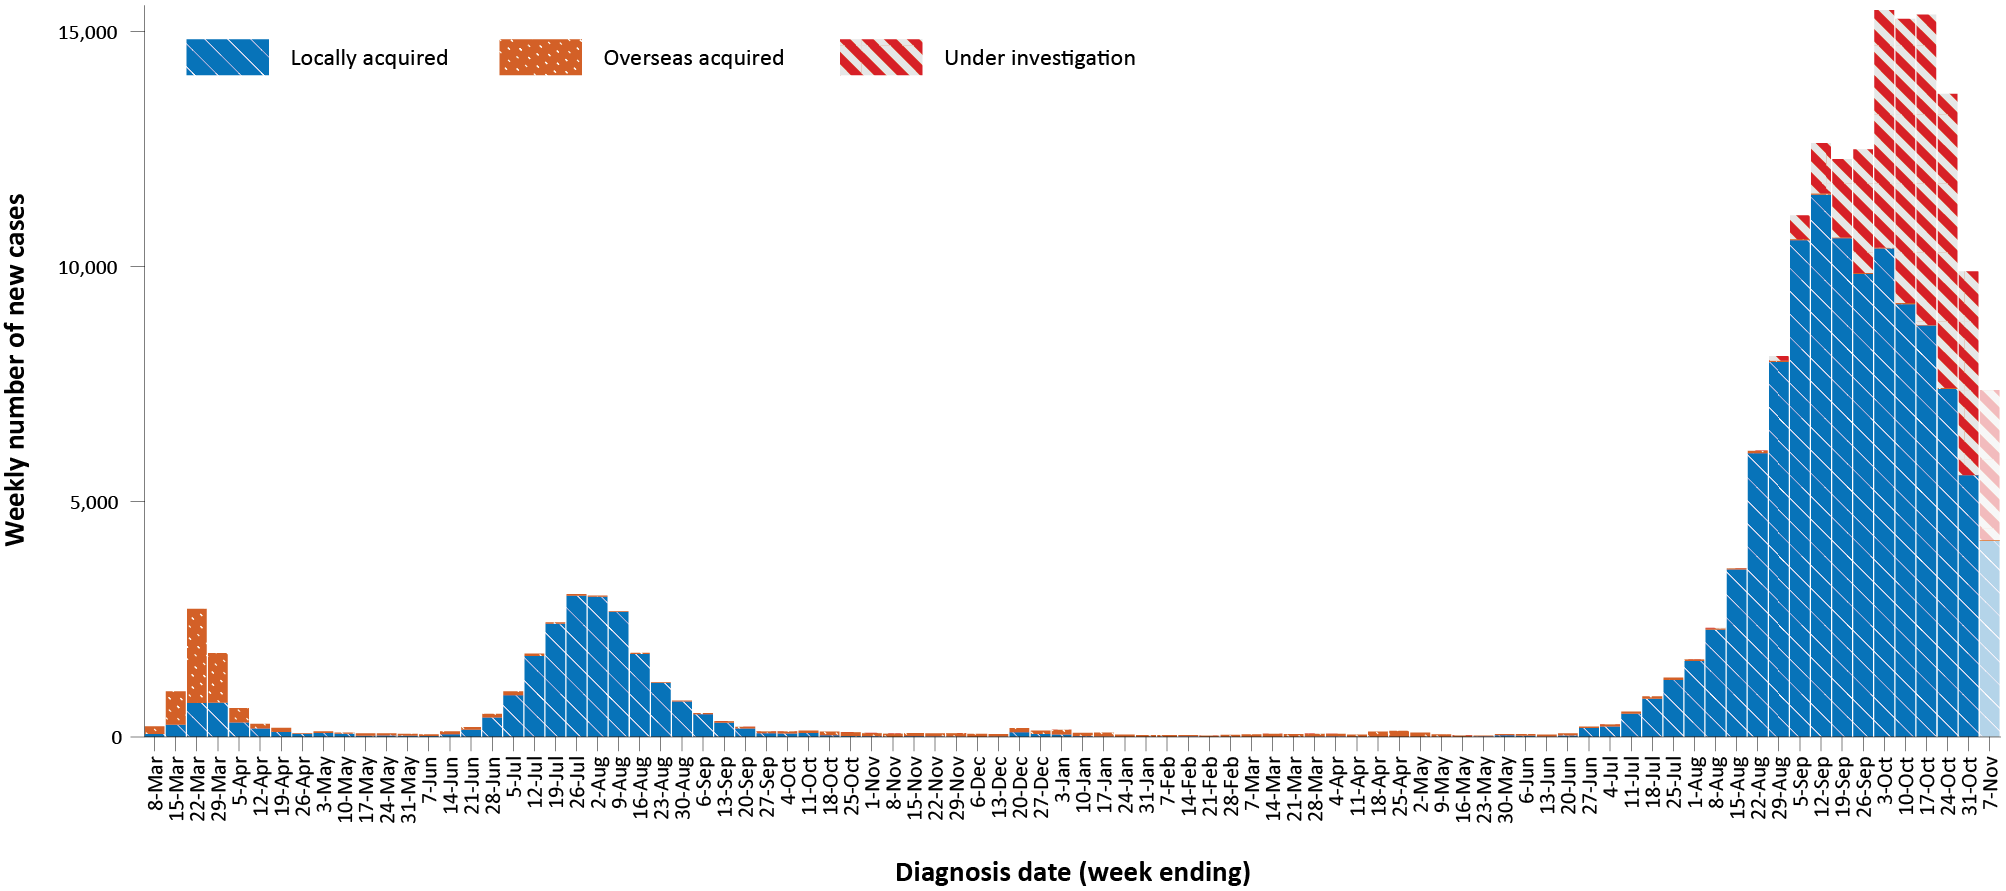 Weekly number of new cases
15,000
10,000
5,000
0
Locally acquired
Overseas acquired
Under investigation
8-Mar
15-Mar
22-Mar
29-Mar
5-Apr
12-Apr
19-Apr
26-Apr
3-May
10-May
17-May
24-May
31-May
7-Jun
14-Jun
21-Jun
28-Jun
5-Jul
12-Jul
19-Jul
26-Jul
2-Aug
9-Aug
16-Aug
23-Aug
30-Aug
6-Sep
13-Sep
20-Sep
27-Sep
4-Oct
11-Oct
18-Oct
25-Oct
1-Nov
8-Nov
15-Nov
22-Nov
29-Nov
6-Dec
13-Dec
20-Dec
27-Dec
3-Jan
10-Jan
17-Jan
24-Jan
31-Jan
7-Feb
14-Feb
21-Feb
28-Feb
7-Mar
14-Mar
21-Mar
28-Mar
4-Apr
11-Apr
18-Apr
25-Apr
2-May
9-May
16-May
23-May
30-May
6-Jun
13-Jun
20-Jun
27-Jun
4-Jul
11-Jul
18-Jul
25-Jul
1-Aug
8-Aug
15-Aug
22-Aug
29-Aug
5-Sep
12-Sep
19-Sep
26-Sep
3-Oct
10-Oct
17-Oct
24-Oct
31-Oct
7-Nov
Diagnosis date (week ending)